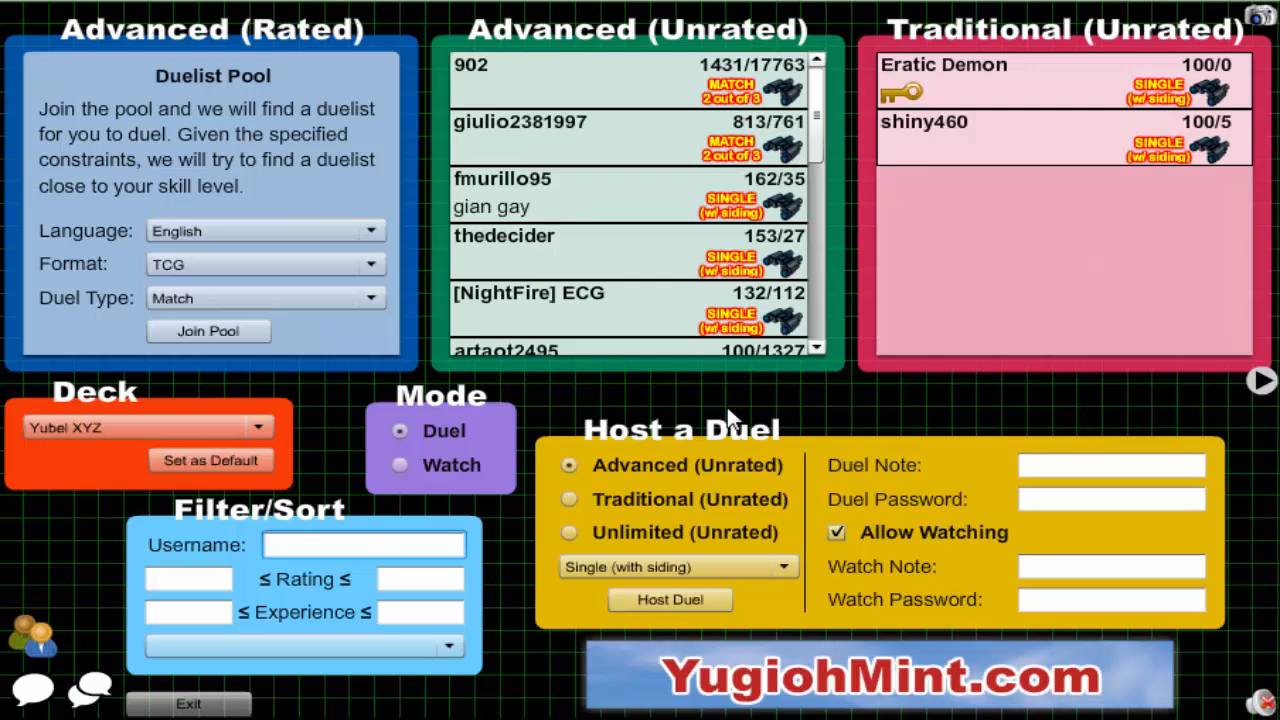 Advanced (Rated)
Duelist Pool
Join the pool and we will find a duelist
for you to duel. Given the specified
constraints, we will try to find a duelist
close to your skill level.
Language: English
Format: TCG
Duel Type: Match
Join Pool
Advanced (Unrated)
902 1431/17763
MATCH
2 out of 3
giulio2381997 813/761
MATCH
2 out of 3
fmurillo95 162/35
gian gay
SINGLE
(w/ siding)
thedecider 153/27
SINGLE
(w/ siding)
[NightFire] ECG 132/112
SINGLE
(w/ siding)
artaot2495 100/1327
Traditional (Unrated)
Eratic Demon 100/0
SINGLE
(w/ siding)
shiny460 100/5
SINGLE
(w/ siding)
Deck
Yubel XYZ
Set as Default
Mode
Duel
Watch
Filter/Sort
Username:
≤ Rating ≤
≤ Experience ≤
Exit
Host a Duel
Advanced (Unrated)
Traditional (Unrated)
Unlimited (Unrated)
Single (with siding)
Host Duel
Duel Note:
Duel Password:
Allow Watching
Watch Note:
Watch Password:
YugiohMint.com